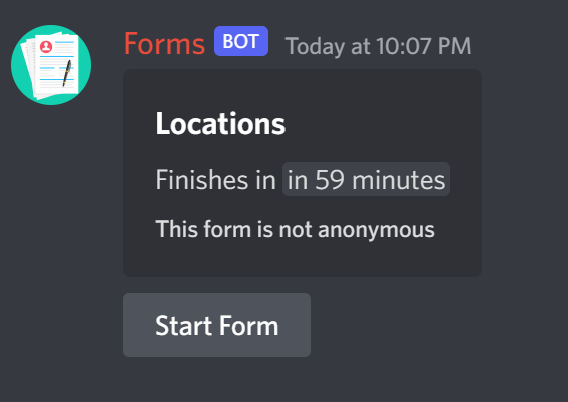 Forms BOT Today at 10:07 PM
Locations
Finishes in in 59 minutes
This form is not anonymous
Start Form